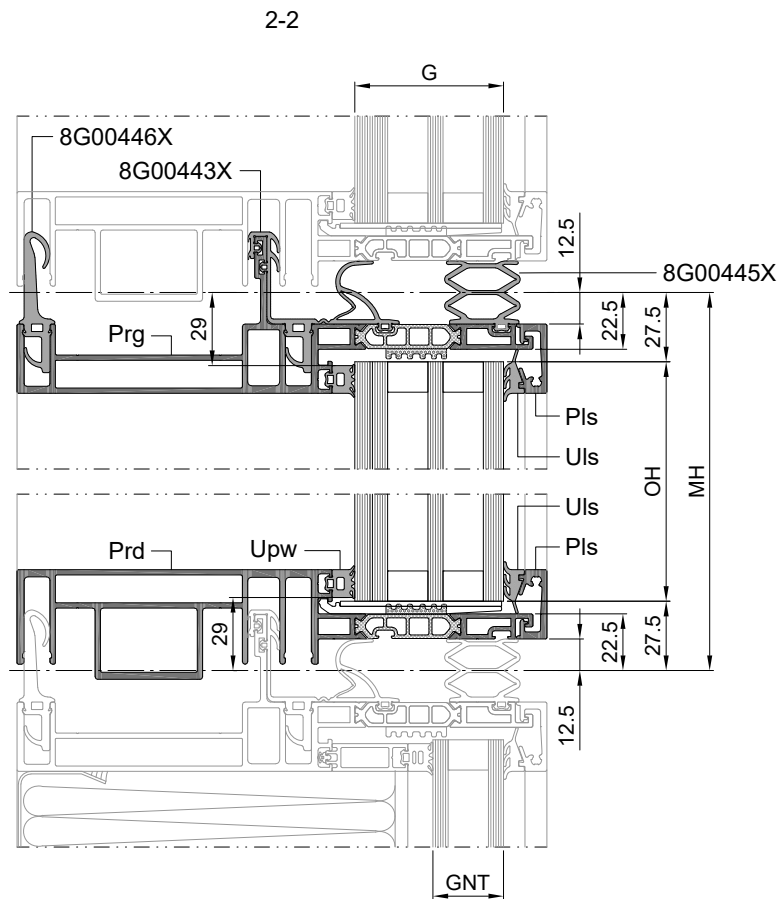 2-2
G
8G00446X
8G00443X
12.5
8G00445X
29
22.5
27.5
Prg
Pls
Uls
OH
MH
Uls
Prd
Upw
Pls
29
22.5
27.5
12.5
GNT